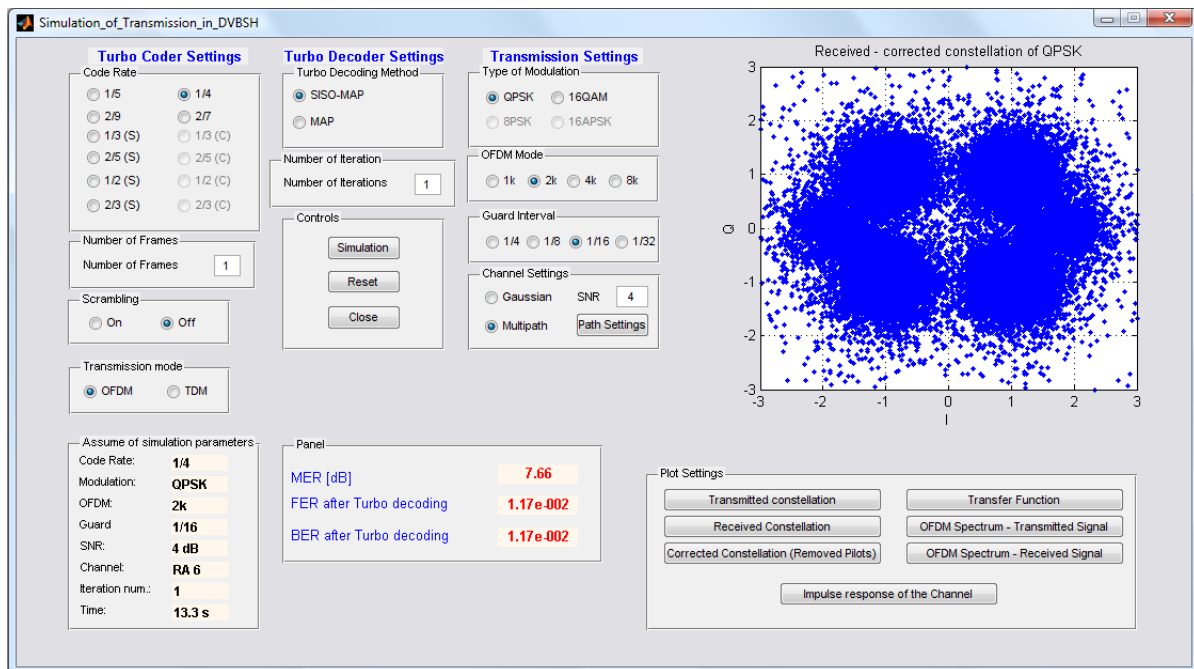 Simulation_of_Transmission_in_DVBSH
Turbo Coder Settings
Code Rate
1/5 1/4
2/9 2/7
1/3 (S) 1/3 (C)
2/5 (S) 2/5 (C)
1/2 (S) 1/2 (C)
2/3 (S) 2/3 (C)
Number of Frames
Number of Frames 1
Scrambling
On Off
Transmission mode
OFDM TDM
Turbo Decoder Settings
Turbo Decoding Method
SISO-MAP
MAP
Number of Iteration
Number of Iterations 1
Controls
Simulation
Reset
Close
Transmission Settings
Type of Modulation
QPSK 16QAM
8PSK 16APSK
OFDM Mode
1k 2k 4k 8k
Guard Interval
1/4 1/8 1/16 1/32
Channel Settings
Gaussian SNR 4
Multipath Path Settings
Received - corrected constellation of QPSK
3
2
1
0
-1
-2
-3
Q
-3 -2 -1 0 1 2 3
I
Assume of simulation parameters
Code Rate: 1/4
Modulation: QPSK
OFDM: 2k
Guard 1/16
SNR: 4 dB
Channel: RA 6
Iteration num.: 1
Time: 13.3 s
Panel
MER [dB] 7.66
FER after Turbo decoding 1.17e-002
BER after Turbo decoding 1.17e-002
Plot Settings
Transmitted constellation Transfer Function
Received Constellation OFDM Spectrum - Transmitted Signal
Corrected Constellation (Removed Pilots) OFDM Spectrum - Received Signal
Impulse response of the Channel